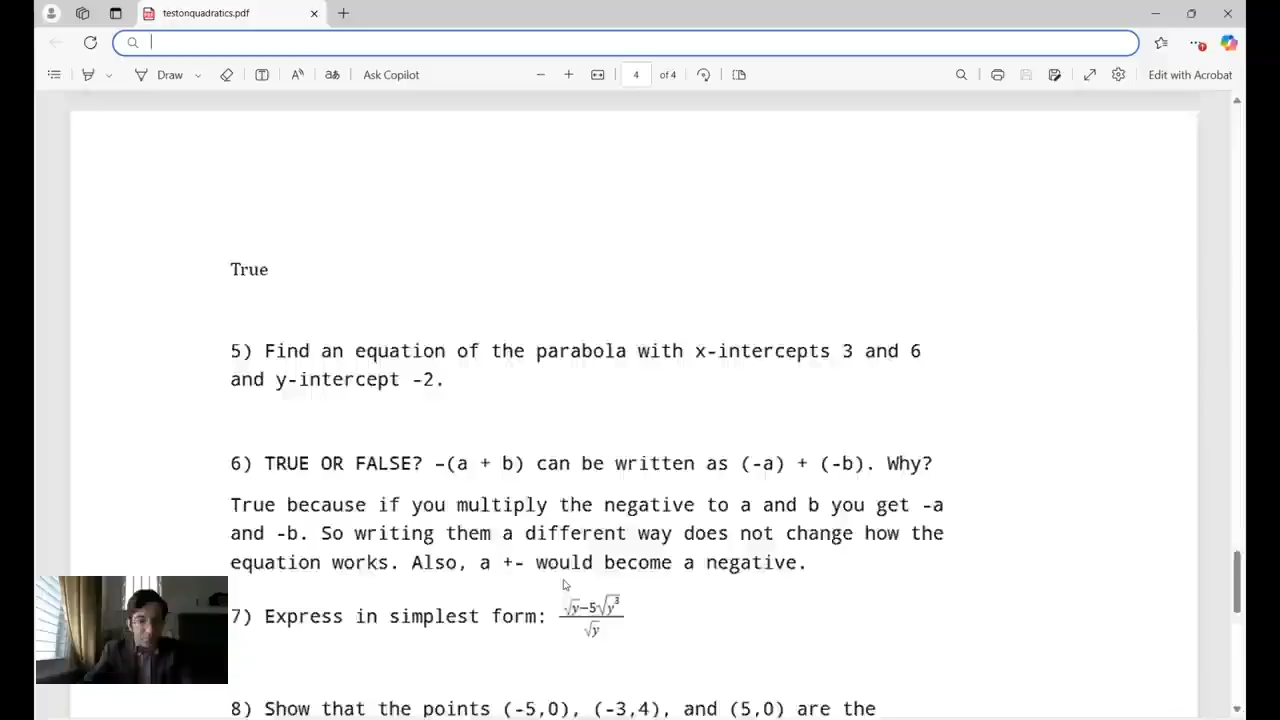 testonquadratics.pdf
Draw
Ask Copilot
4 of 4
Edit with Acrobat
True
5) Find an equation of the parabola with x-intercepts 3 and 6
and y-intercept -2.
6) TRUE OR FALSE? –(a + b) can be written as (-a) + (-b). Why?
True because if you multiply the negative to a and b you get -a
and -b. So writing them a different way does not change how the
equation works. Also, a +- would become a negative.
7) Express in simplest form: (√y−5√y³)/√y
8) Show that the points (-5,0), (-3,4), and (5,0) are the